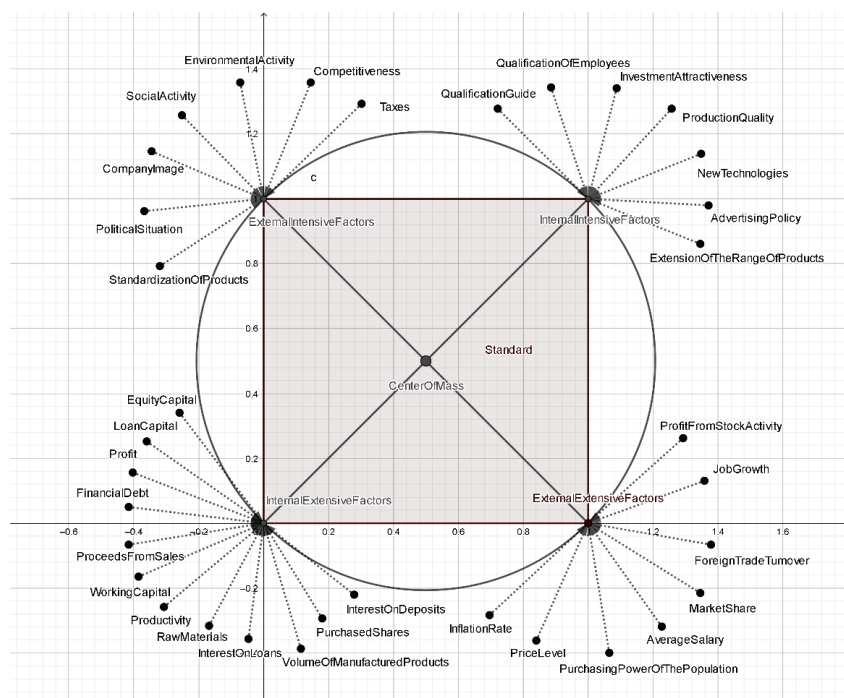 EnvironmentalActivity
1.4
Competitiveness
SocialActivity
Taxes
QualificationOfEmployees
InvestmentAttractiveness
QualificationGuide
ProductionQuality
1.2
CompanyImage
c
NewTechnologies
1
PoliticalSituation
ExternalIntensiveFactors
InternalIntensiveFactors
AdvertisingPolicy
ExtensionOfTheRangeOfProducts
StandardizationOfProducts
0.8
0.6
Standard
0.4
CenterOfMass
EquityCapital
LoanCapital
Profit
0.2
ProfitFromStockActivity
JobGrowth
FinancialDebt
InternalExtensiveFactors
ExternalExtensiveFactors
−0.6
−0.4
−0.2
0
0.2
0.4
0.6
0.8
1
1.2
1.4
1.6
ProceedsFromSales
ForeignTradeTurnover
WorkingCapital
−0.2
Productivity
InterestOnDeposits
MarketShare
RawMaterials
PurchasedShares
InflationRate
AverageSalary
InterestOnLoans
VolumeOfManufacturedProducts
PriceLevel
PurchasingPowerOfThePopulation